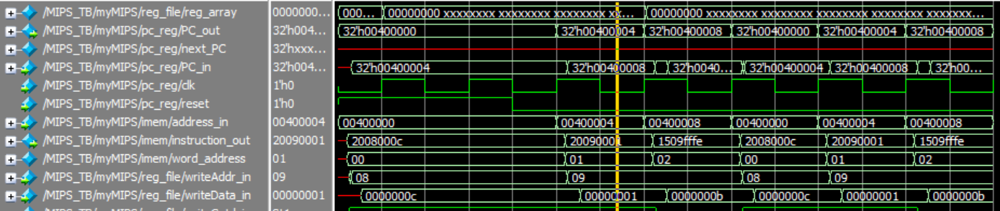 /MIPS_TB/myMIPS/reg_file/reg_array 0000000... 000... 00000000 xxxxxxxx xxxxxxxx xxxxxxxx xx... 00000000 xxxxxxxx xxxxxxxx xxxxxxxx xxxxxxxx xxxxxxx...
/MIPS_TB/myMIPS/pc_reg/PC_out 32'h004... 32'h00400000 32'h00400004 32'h00400008 32'h00400000 32'h00400004 32'h00400008
/MIPS_TB/myMIPS/pc_reg/next_PC 32'hxxx...
/MIPS_TB/myMIPS/pc_reg/PC_in 32'h004... 32'h00400004 32'h00400008 32'h0040... 32'h00400004 32'h00400008 32'h00...
/MIPS_TB/myMIPS/pc_reg/clk 1'h0
/MIPS_TB/myMIPS/pc_reg/reset 1'h0
/MIPS_TB/myMIPS/imem/address_in 00400004 00400000 00400004 00400008 00400000 00400004 00400008
/MIPS_TB/myMIPS/imem/instruction_out 20090001 2008000c 20090001 1509fffe 2008000c 20090001 1509fffe
/MIPS_TB/myMIPS/imem/word_address 01 00 01 02 00 01 02
/MIPS_TB/myMIPS/reg_file/writeAddr_in 09 08 09 08 09
/MIPS_TB/myMIPS/reg_file/writeData_in 00000001 0000000c 00000001 0000000b 0000000c 00000001 0000000b